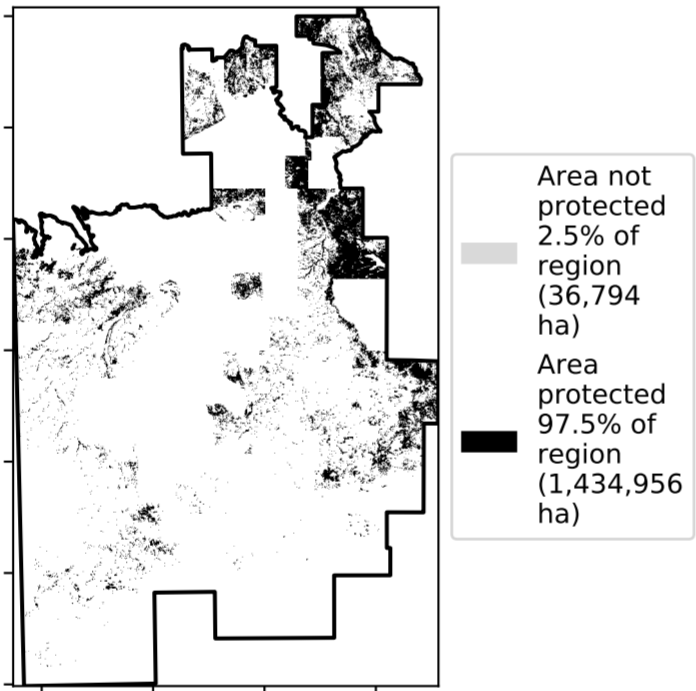 Area not
protected
2.5% of
region
(36,794
ha)
Area
protected
97.5% of
region
(1,434,956
ha)